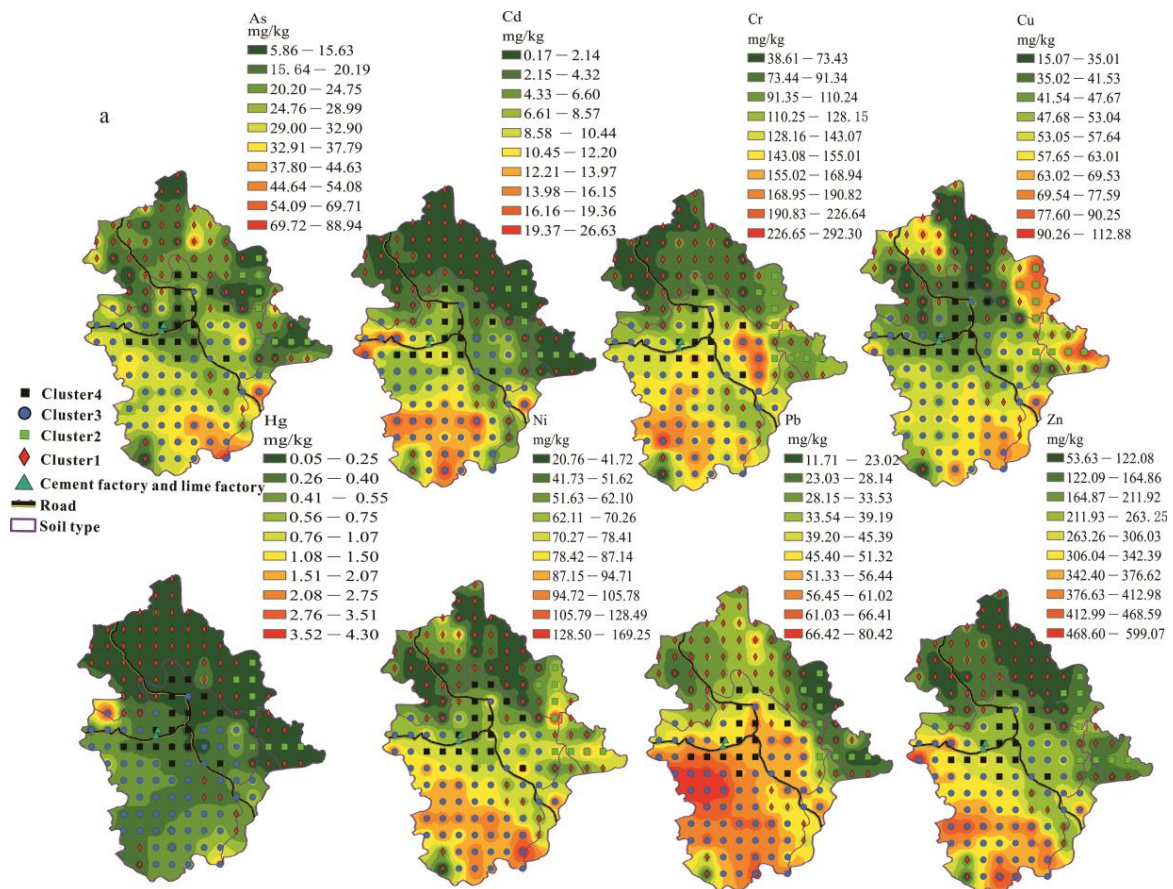 a
As
mg/kg
5.86 — 15.63
15.64 — 20.19
20.20 — 24.75
24.76 — 28.99
29.00 — 32.90
32.91 — 37.79
37.80 — 44.63
44.64 — 54.08
54.09 — 69.71
69.72 — 88.94
Cd
mg/kg
0.17 — 2.14
2.15 — 4.32
4.33 — 6.60
6.61 — 8.57
8.58 — 10.44
10.45 — 12.20
12.21 — 13.97
13.98 — 16.15
16.16 — 19.36
19.37 — 26.63
Cr
mg/kg
38.61 — 73.43
73.44 — 91.34
91.35 — 110.24
110.25 — 128.15
128.16 — 143.07
143.08 — 155.01
155.02 — 168.94
168.95 — 190.82
190.83 — 226.64
226.65 — 292.30
Cu
mg/kg
15.07 — 35.01
35.02 — 41.53
41.54 — 47.67
47.68 — 53.04
53.05 — 57.64
57.65 — 63.01
63.02 — 69.53
69.54 — 77.59
77.60 — 90.25
90.26 — 112.88
Cluster4
Cluster3
Cluster2
Cluster1
Cement factory and lime factory
Road
Soil type
Hg
mg/kg
0.05 — 0.25
0.26 — 0.40
0.41 — 0.55
0.56 — 0.75
0.76 — 1.07
1.08 — 1.50
1.51 — 2.07
2.08 — 2.75
2.76 — 3.51
3.52 — 4.30
Ni
mg/kg
20.76 — 41.72
41.73 — 51.62
51.63 — 62.10
62.11 — 70.26
70.27 — 78.41
78.42 — 87.14
87.15 — 94.71
94.72 — 105.78
105.79 — 128.49
128.50 — 169.25
Pb
mg/kg
11.71 — 23.02
23.03 — 28.14
28.15 — 33.53
33.54 — 39.19
39.20 — 45.39
45.40 — 51.32
51.33 — 56.44
56.45 — 61.02
61.03 — 66.41
66.42 — 80.42
Zn
mg/kg
53.63 — 122.08
122.09 — 164.86
164.87 — 211.92
211.93 — 263.25
263.26 — 306.03
306.04 — 342.39
342.40 — 376.62
376.63 — 412.98
412.99 — 468.59
468.60 — 599.07